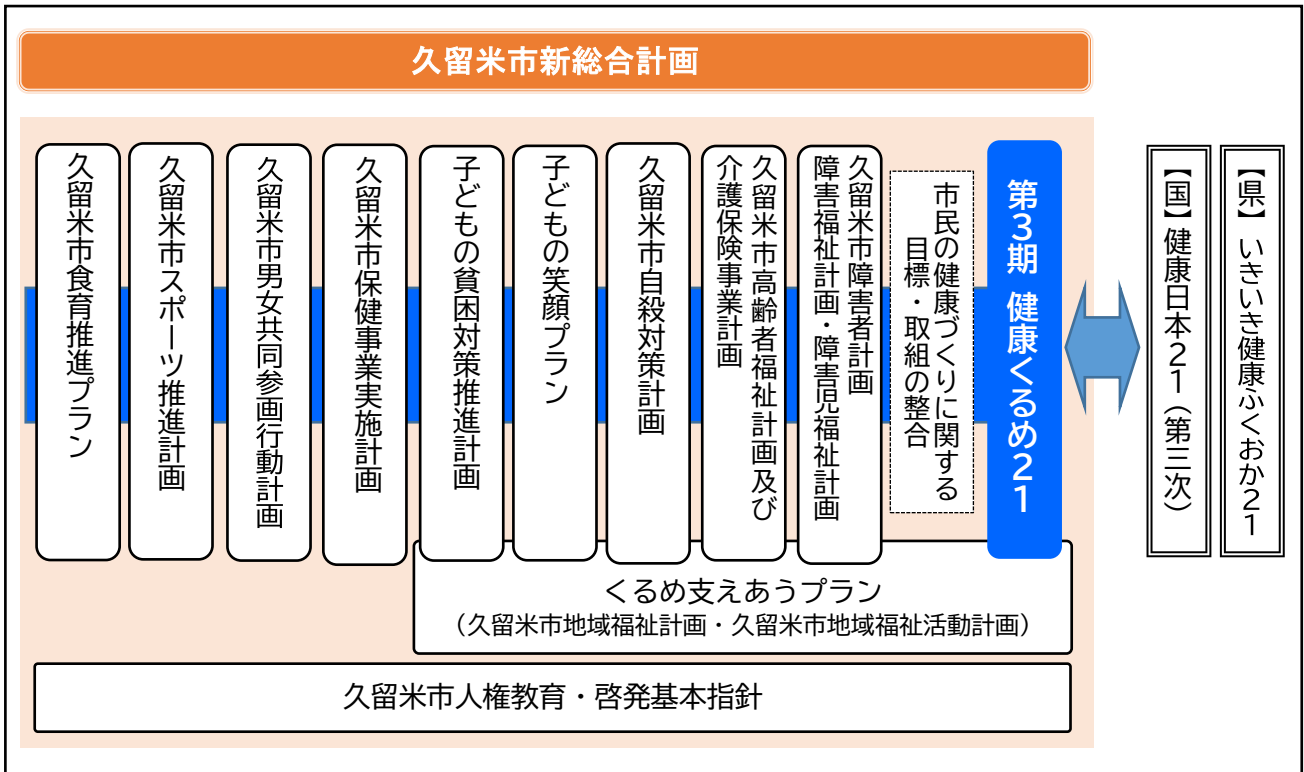 久留米市新総合計画
【県】いきいき健康ふくおか２１
【国】健康日本２１（第三次）
第３期 健康くるめ２１
市民の健康づくりに関する
目標・取組の整合
久留米市障害者計画
障害福祉計画・障害児福祉計画
久留米市高齢者福祉計画及び
介護保険事業計画
久留米市自殺対策計画
子どもの笑顔プラン
子どもの貧困対策推進計画
久留米市保健事業実施計画
久留米市男女共同参画行動計画
久留米市スポーツ推進計画
久留米市食育推進プラン
くるめ支えあうプラン
（久留米市地域福祉計画・久留米市地域福祉活動計画）
久留米市人権教育・啓発基本指針